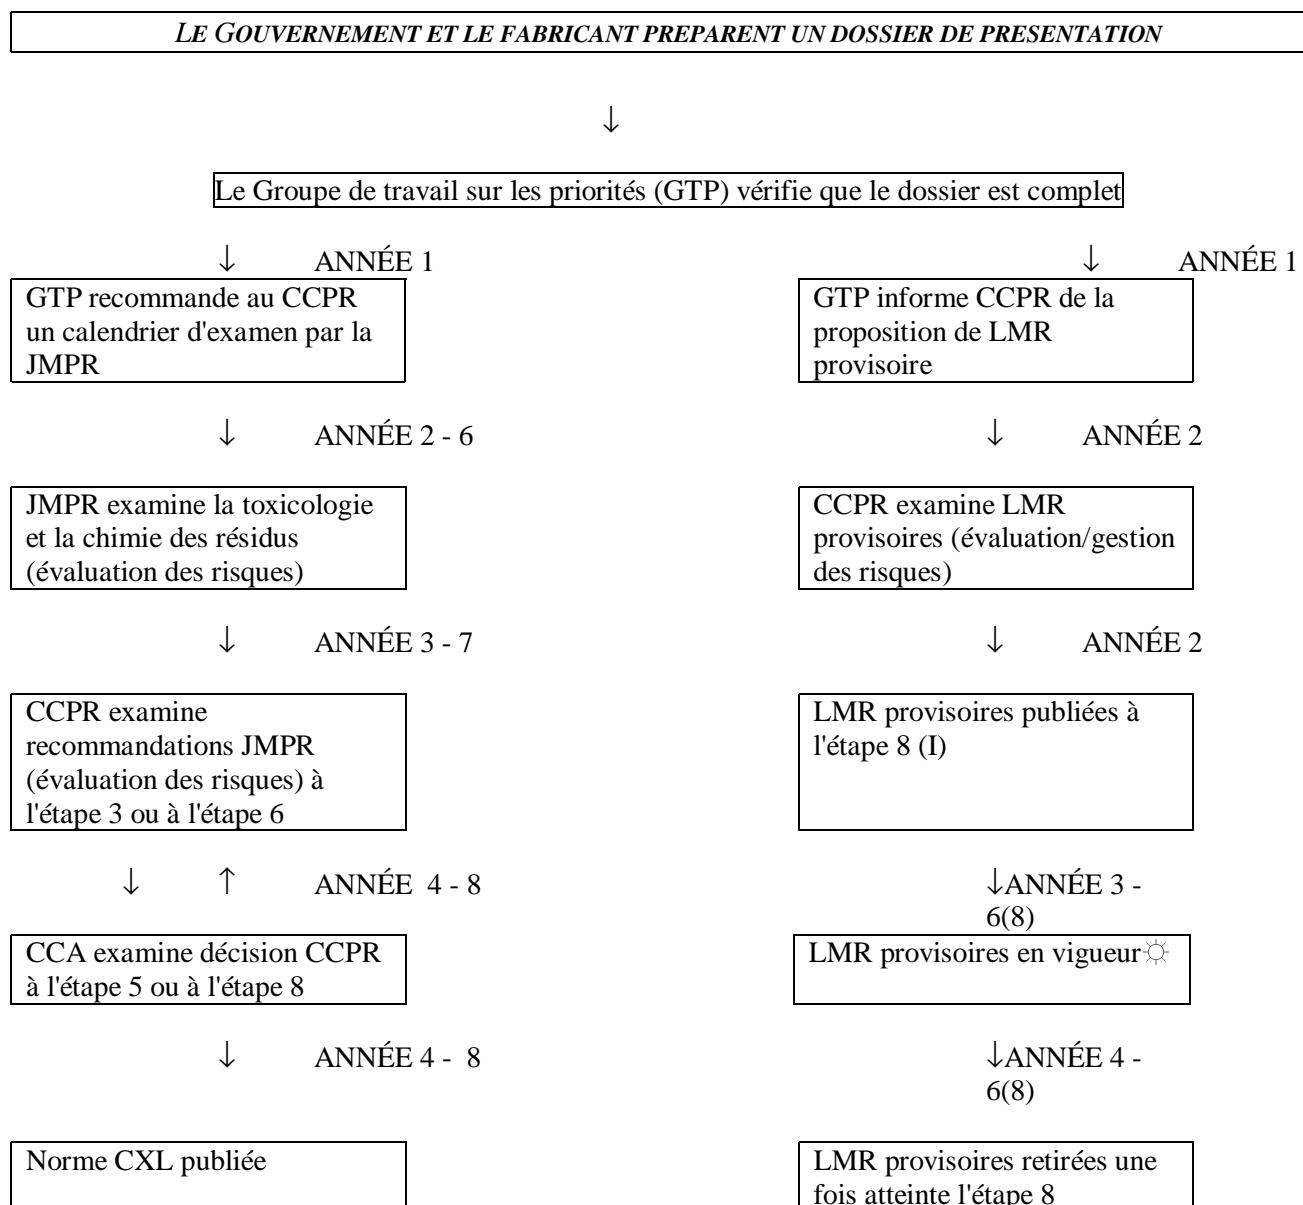 LE GOUVERNEMENT ET LE FABRICANT PREPARENT UN DOSSIER DE PRESENTATION
↓
Le Groupe de travail sur les priorités (GTP) vérifie que le dossier est complet
↓ ANNÉE 1
GTP recommande au CCPR
un calendrier d'examen par la
JMPR
↓ ANNÉE 2 - 6
JMPR examine la toxicologie
et la chimie des résidus
(évaluation des risques)
↓ ANNÉE 3 - 7
CCPR examine
recommandations JMPR
(évaluation des risques) à
l'étape 3 ou à l'étape 6
↓ ↑ ANNÉE 4 - 8
CCA examine décision CCPR
à l'étape 5 ou à l'étape 8
↓ ANNÉE 4 - 8
Norme CXL publiée
↓ ANNÉE 1
GTP informe CCPR de la
proposition de LMR
provisoire
↓ ANNÉE 2
CCPR examine LMR
provisoires (évaluation/gestion
des risques)
↓ ANNÉE 2
LMR provisoires publiées à
l'étape 8 (I)
↓ANNÉE 3 -
6(8)
LMR provisoires en vigueur☼
↓ANNÉE 4 -
6(8)
LMR provisoires retirées une
fois atteinte l'étape 8